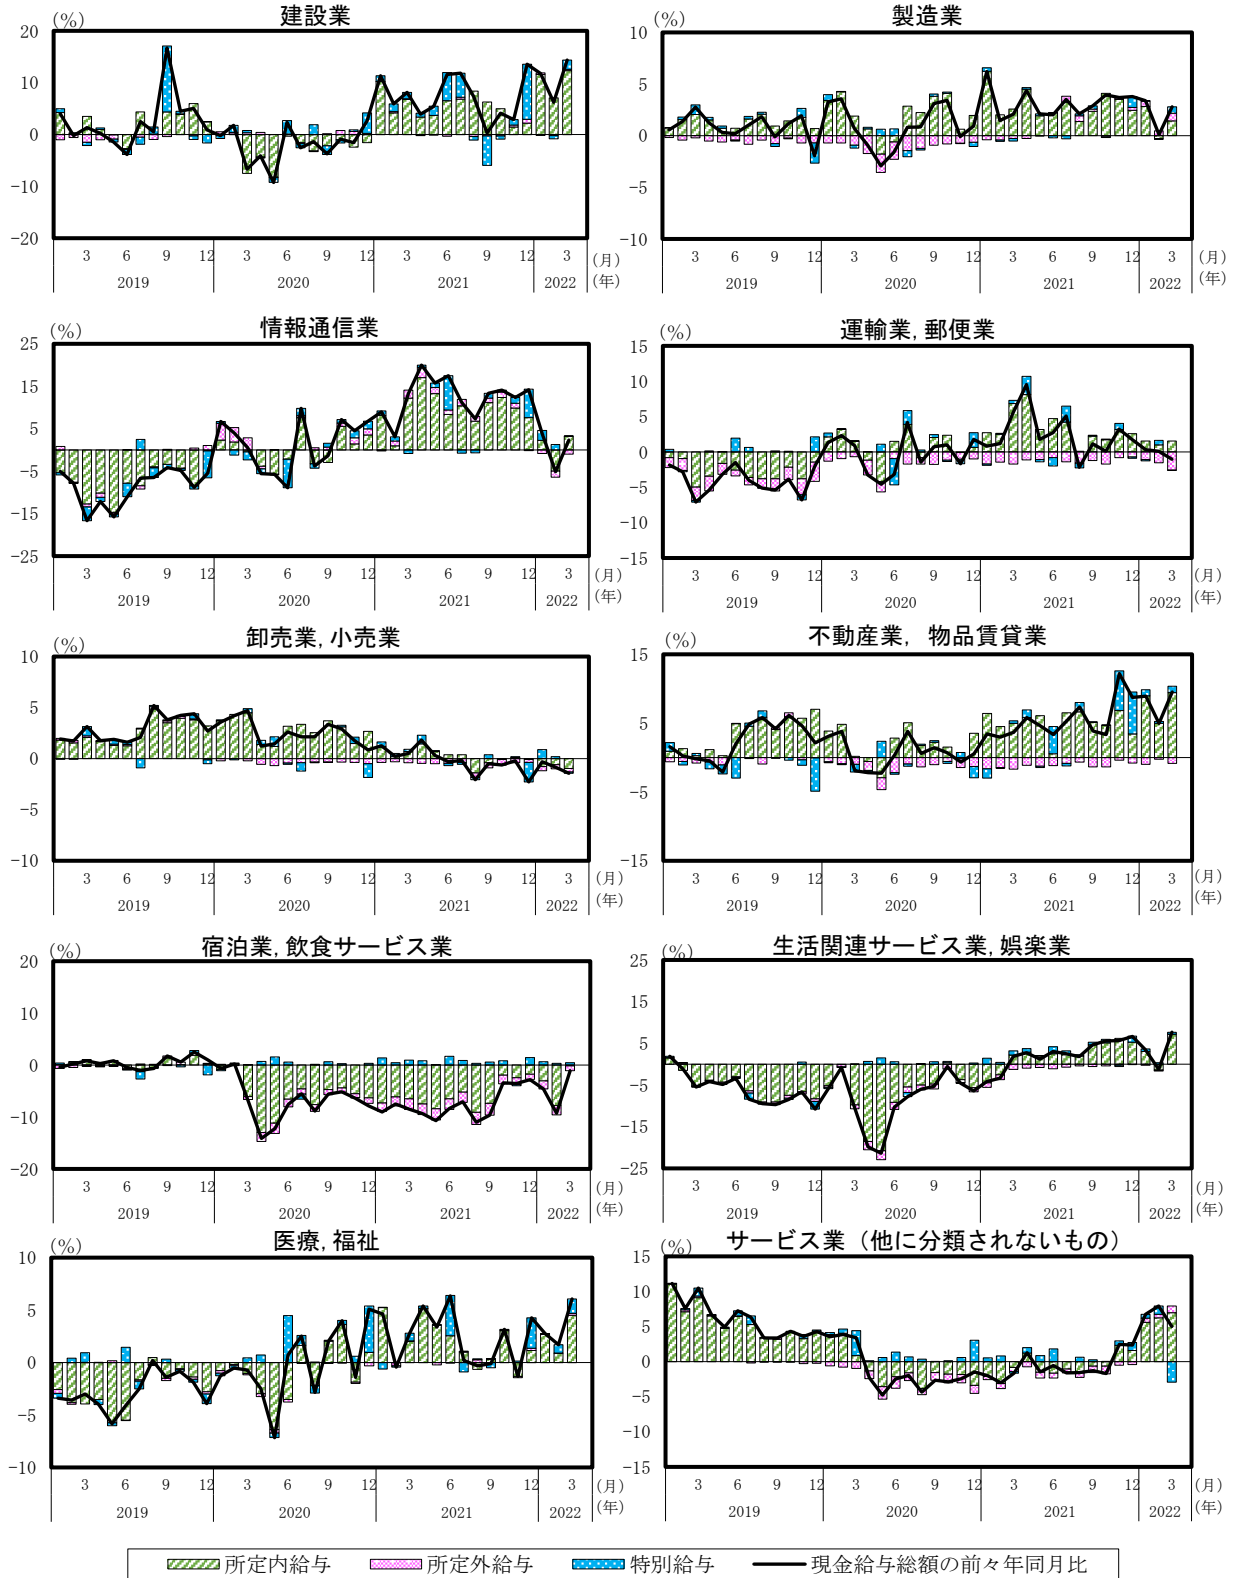 建設業
(%)
20
10
0
-10
-20
3 6 9 12 3 6 9 12 3 6 9 12 3 (月)
2019 2020 2021 2022 (年)
製造業
(%)
10
5
0
-5
-10
3 6 9 12 3 6 9 12 3 6 9 12 3 (月)
2019 2020 2021 2022 (年)
情報通信業
(%)
25
15
5
-5
-15
-25
3 6 9 12 3 6 9 12 3 6 9 12 3 (月)
2019 2020 2021 2022 (年)
運輸業,郵便業
(%)
15
10
5
0
-5
-10
-15
3 6 9 12 3 6 9 12 3 6 9 12 3 (月)
2019 2020 2021 2022 (年)
卸売業,小売業
(%)
10
5
0
-5
-10
3 6 9 12 3 6 9 12 3 6 9 12 3 (月)
2019 2020 2021 2022 (年)
不動産業, 物品賃貸業
(%)
15
5
-5
-15
3 6 9 12 3 6 9 12 3 6 9 12 3 (月)
2019 2020 2021 2022 (年)
宿泊業,飲食サービス業
(%)
20
10
0
-10
-20
3 6 9 12 3 6 9 12 3 6 9 12 3 (月)
2019 2020 2021 2022 (年)
生活関連サービス業,娯楽業
(%)
25
15
5
-5
-15
-25
3 6 9 12 3 6 9 12 3 6 9 12 3 (月)
2019 2020 2021 2022 (年)
医療,福祉
(%)
10
5
0
-5
-10
3 6 9 12 3 6 9 12 3 6 9 12 3 (月)
2019 2020 2021 2022 (年)
サービス業（他に分類されないもの）
(%)
15
10
5
0
-5
-10
-15
3 6 9 12 3 6 9 12 3 6 9 12 3 (月)
2019 2020 2021 2022 (年)
所定内給与 所定外給与 特別給与 現金給与総額の前々年同月比